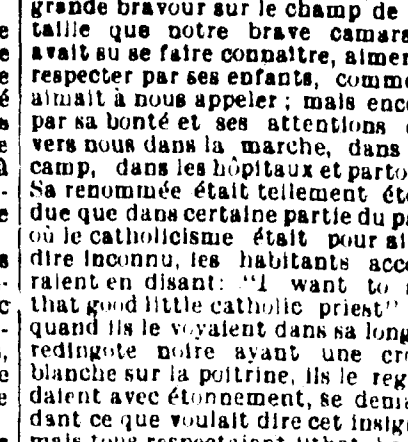 grande bravour sur le champ de
taille que notre brave camara
avait su se faire connaître, aimer
respecter par ses enfants, comme
aimait à nous appeler ; mais enco
par sa bonté et ses attentions
vers nous dans la marche, dans
camp, dans les hôpitaux et parto
Sa renommée était tellement éte
due que dans certaine partie du pa
où le catholicisme était pour ai
dire inconnu, les habitants acco
raient en disant: "I want to
that good little catholic priest"
quand ils le voyaient dans sa long
redingote noire ayant une cro
blanche sur la poitrine, ils le reg
daient avec étonnement, se dema
dant ce que voulait dire cet insig
mais tous respectaient